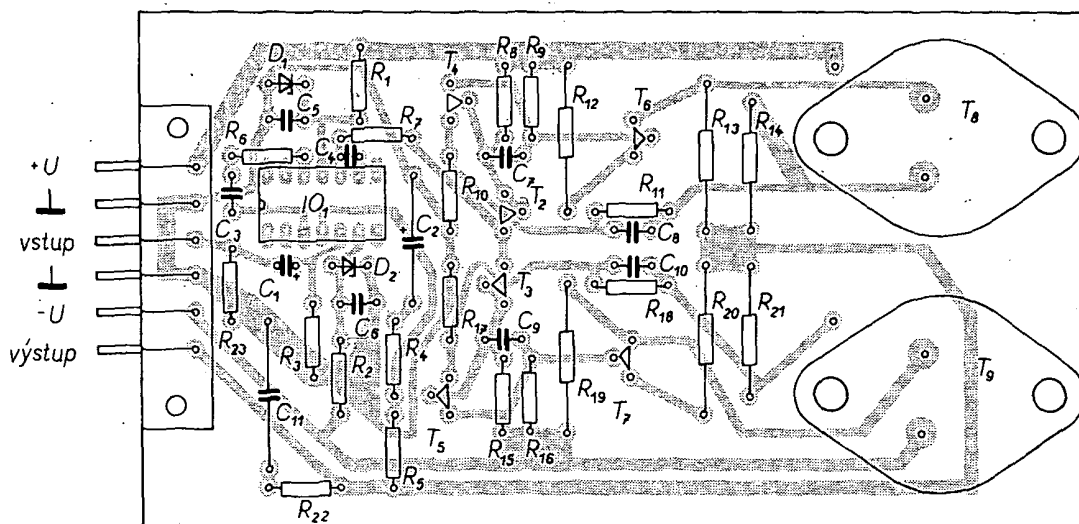 +U
⊥
vstup
⊥
-U
výstup
D1
C5
R1
R6
C4
R7
IO1
C3
C2
C1
D2
C6
R23
R3
R2
R4
C11
R22
R5
T4
R8
R9
R12
T6
R13
R14
T8
R10
C7
T2
R11
C8
T3
C10
R18
R17
C9
R20
R21
T9
R19
T7
T5
R15
R16